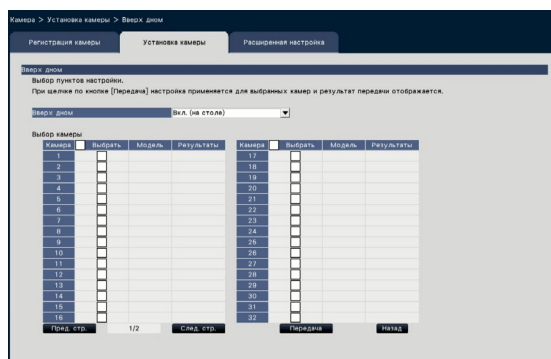 Камера > Установка камеры > Вверх дном
Регистрация камеры Установка камеры Расширенная настройка
Вверх дном
Выбор пунктов настройки.
При щелчке по кнопке [Передача] настройка применяется для выбранных камер и результат передачи отображается.
Вверх дном Вкл. (на столе)
Выбор камеры
Камера Выбрать Модель Результаты Камера Выбрать Модель Результаты
1 17
2 18
3 19
4 20
5 21
6 22
7 23
8 24
9 25
10 26
11 27
12 28
13 29
14 30
15 31
16 32
Пред. стр. 1/2 След. стр. Передача Назад